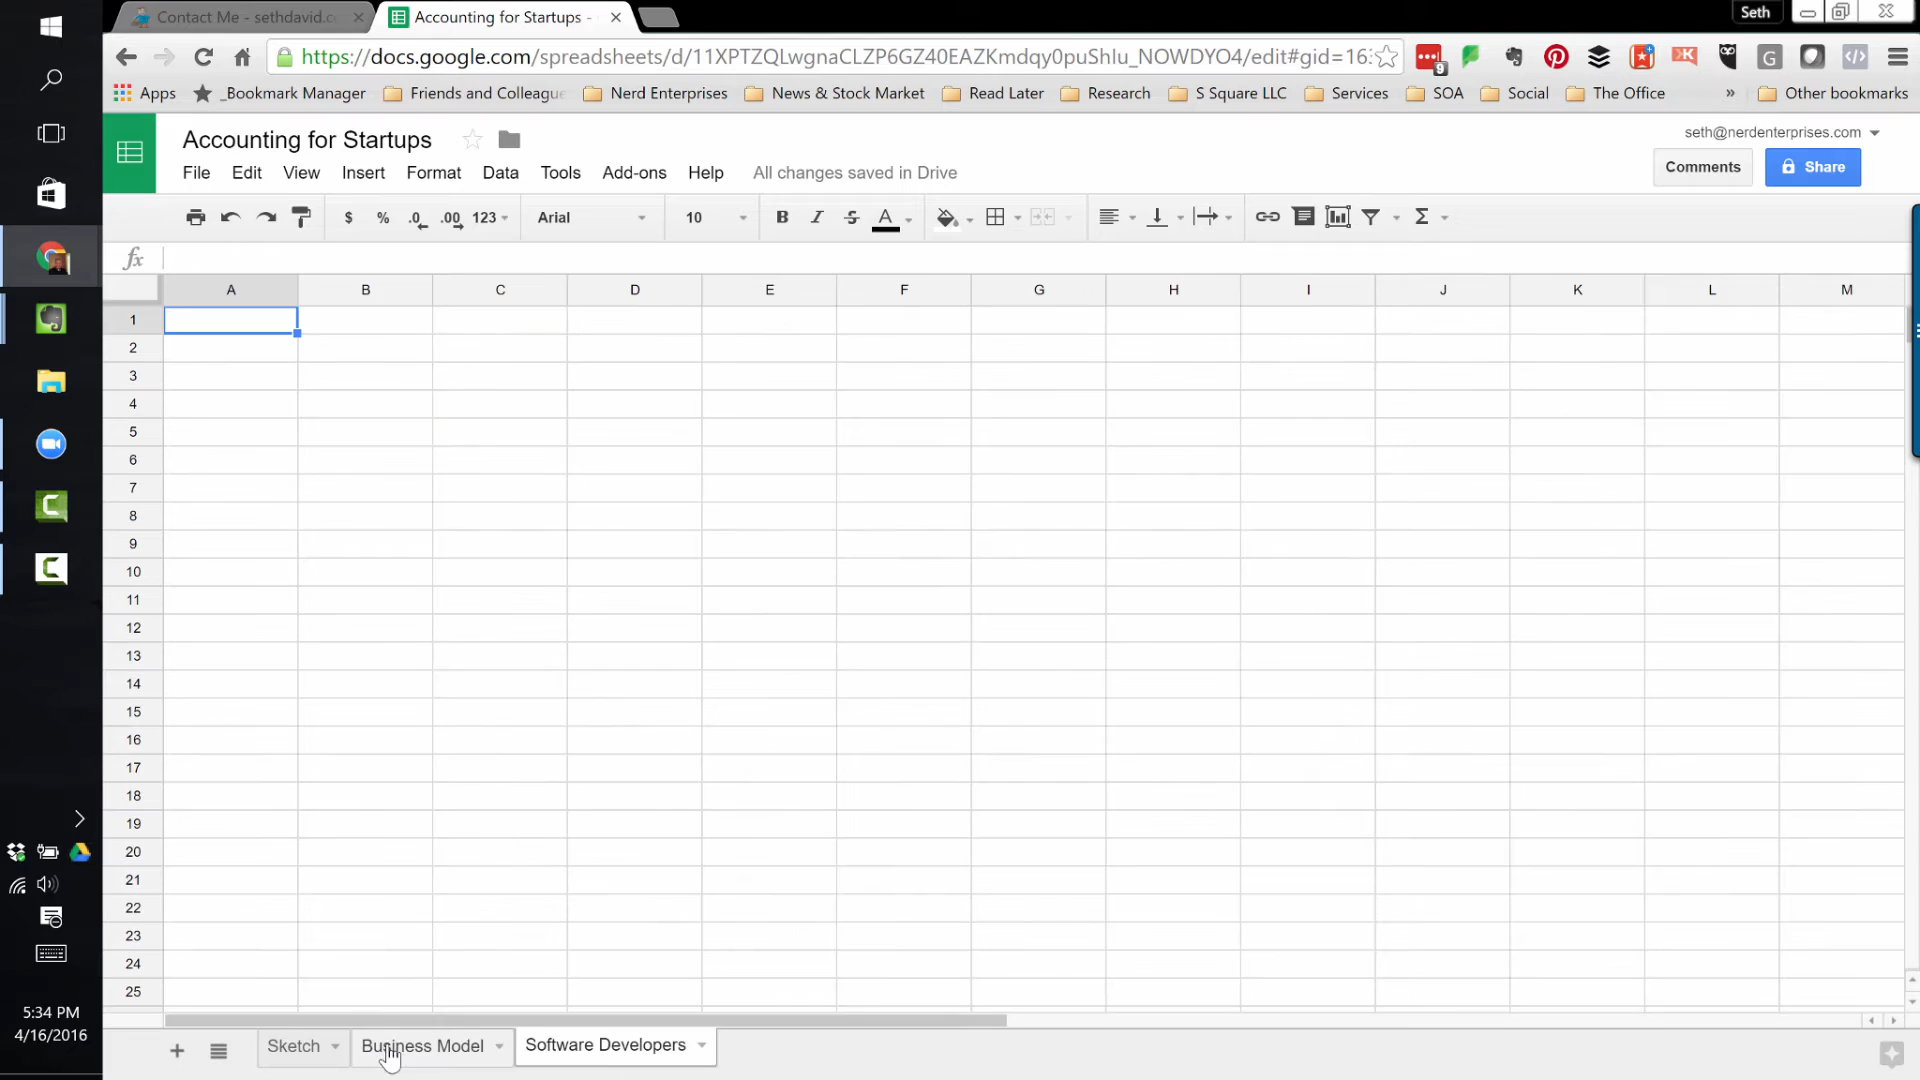 Contact Me - sethdavid.c
Accounting for Startups -
Seth
https://docs.google.com/spreadsheets/d/11XPTZQLwgnaCLZP6GZ40EAZKmdqy0puShlu_NOWDYO4/edit#gid=16
9
Apps
_Bookmark Manager
Friends and Colleagu
Nerd Enterprises
News & Stock Market
Read Later
Research
S Square LLC
Services
SOA
Social
The Office
»
Other bookmarks
Accounting for Startups
seth@nerdenterprises.com
File Edit View Insert Format Data Tools Add-ons Help All changes saved in Drive
Comments
Share
$ % .0 .00 123 Arial 10 B I S A Σ
fx
A B C D E F G H I J K L M
1
2
3
4
5
6
7
8
9
10
11
12
13
14
15
16
17
18
19
20
21
22
23
24
25
5:34 PM
4/16/2016
+ Sketch Business Model Software Developers